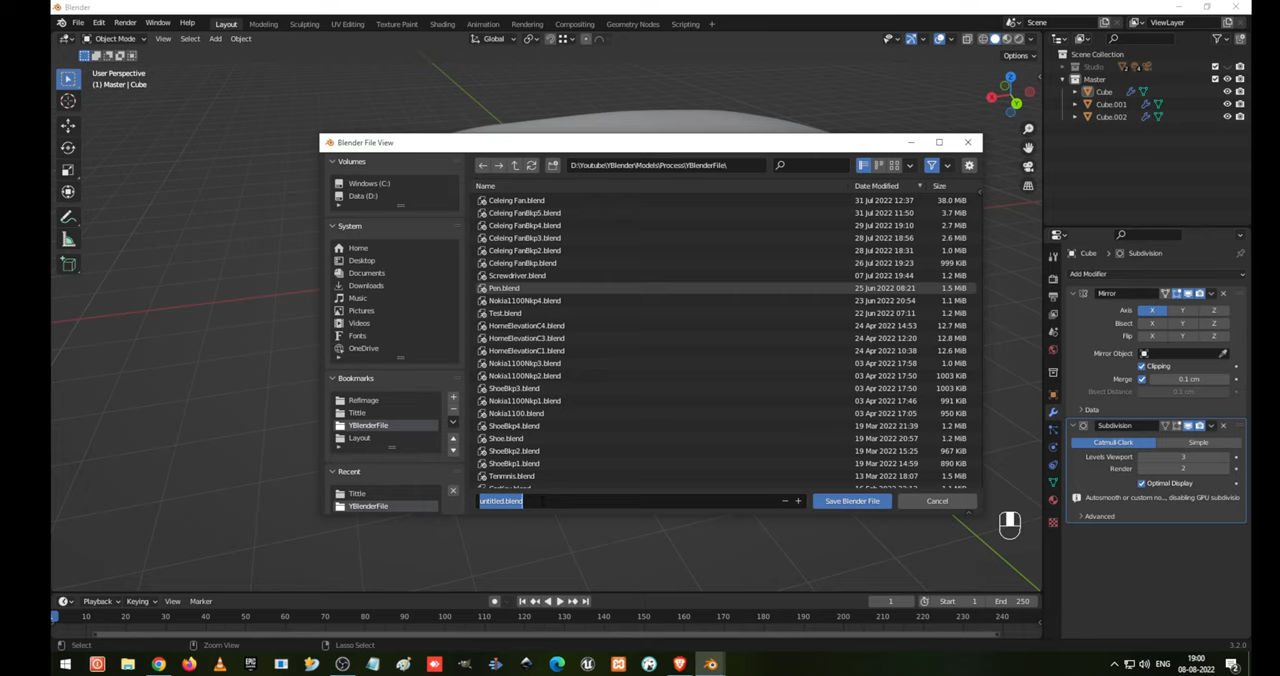 Blender
File Edit Render Window Help Layout Modeling Sculpting UV Editing Texture Paint Shading Animation Rendering Compositing Geometry Nodes Scripting + Scene ViewLayer
Object Mode View Select Add Object Global
Options
User Perspective
(1) Master | Cube
Scene Collection
Studio
Master
Cube
Cube.001
Cube.002
Blender File View
Volumes
Windows (C:)
Data (D:)
System
Home
Desktop
Documents
Downloads
Music
Pictures
Videos
Fonts
OneDrive
Bookmarks
RefImage
Tittle
YBlenderFile
Layout
Recent
Tittle
YBlenderFile
D:\Youtube\YBlender\Models\Process\YBlenderFile\
Name Date Modified Size
Celeing Fan.blend 31 Jul 2022 12:37 38.0 MiB
Celeing FanBkp5.blend 31 Jul 2022 11:50 3.7 MiB
Celeing FanBkp4.blend 29 Jul 2022 19:10 2.7 MiB
Celeing FanBkp3.blend 28 Jul 2022 18:56 1.3 MiB
Celeing FanBkp2.blend 28 Jul 2022 18:31 1.0 MiB
Celeing FanBkp.blend 26 Jul 2022 19:23 999 KiB
Screwdriver.blend 07 Jul 2022 19:44 1.2 MiB
Pen.blend 25 Jun 2022 08:21 1.5 MiB
Nokia1100Nkp4.blend 23 Jun 2022 20:54 1.1 MiB
Test.blend 22 Jun 2022 07:11 1.2 MiB
HomeElevationC4.blend 24 Apr 2022 14:53 12.7 MiB
HomeElevationC3.blend 24 Apr 2022 12:20 12.8 MiB
HomeElevationC1.blend 24 Apr 2022 10:38 12.6 MiB
Nokia1100Nkp3.blend 03 Apr 2022 17:58 1.0 MiB
Nokia1100Nkp2.blend 03 Apr 2022 17:50 1003 KiB
ShoeBkp3.blend 03 Apr 2022 17:50 1003 KiB
Nokia1100Nkp1.blend 03 Apr 2022 17:46 991 KiB
Nokia1100.blend 03 Apr 2022 17:05 950 KiB
ShoeBkp4.blend 19 Mar 2022 21:39 1.2 MiB
Shoe.blend 19 Mar 2022 20:57 1.2 MiB
ShoeBkp2.blend 19 Mar 2022 15:25 967 KiB
ShoeBkp1.blend 19 Mar 2022 14:59 890 KiB
Tenmnis.blend 13 Mar 2022 18:07 1.2 MiB
untitled.blend - + Save Blender File Cancel
Cube > Subdivision
Add Modifier
Mirror
Axis X Y Z
Bisect X Y Z
Flip X Y Z
Mirror Object
Clipping
Merge 0.1 cm
Bisect Distance 0.1 cm
Data
Subdivision
Catmull-Clark Simple
Levels Viewport 3
Render 2
Optimal Display
Autosmooth or custom no..., disabling GPU subdivisio
Advanced
Playback Keying View Marker 1 Start 1 End 250
10 20 30 40 50 60 70 80 90 100 110 120 130 140 150 160 170 180 190 200 210 220 230 240
Select Zoom View Lasso Select 3.2.0
ENG 19:00
08-08-2022 2